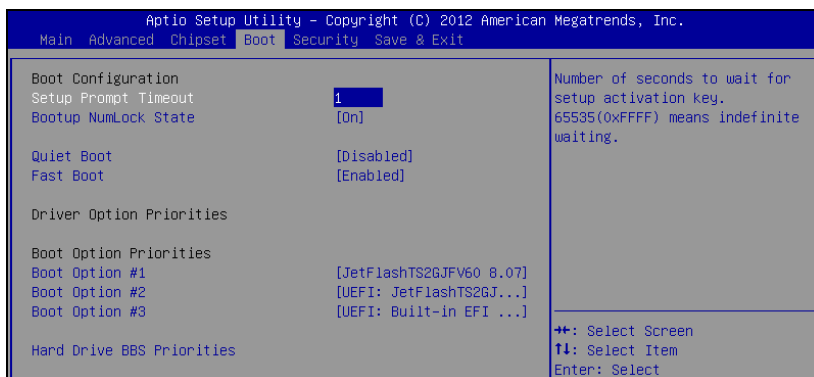 Aptio Setup Utility – Copyright (C) 2012 American Megatrends, Inc.
Main Advanced Chipset Boot Security Save & Exit
Boot Configuration
Setup Prompt Timeout 1
Bootup NumLock State [On]
Quiet Boot [Disabled]
Fast Boot [Enabled]
Driver Option Priorities
Boot Option Priorities
Boot Option #1 [JetFlashTS2GJFV60 8.07]
Boot Option #2 [UEFI: JetFlashTS2GJ...]
Boot Option #3 [UEFI: Built-in EFI ...]
Hard Drive BBS Priorities
Number of seconds to wait for
setup activation key.
65535(0xFFFF) means indefinite
waiting.
→←: Select Screen
↑↓: Select Item
Enter: Select